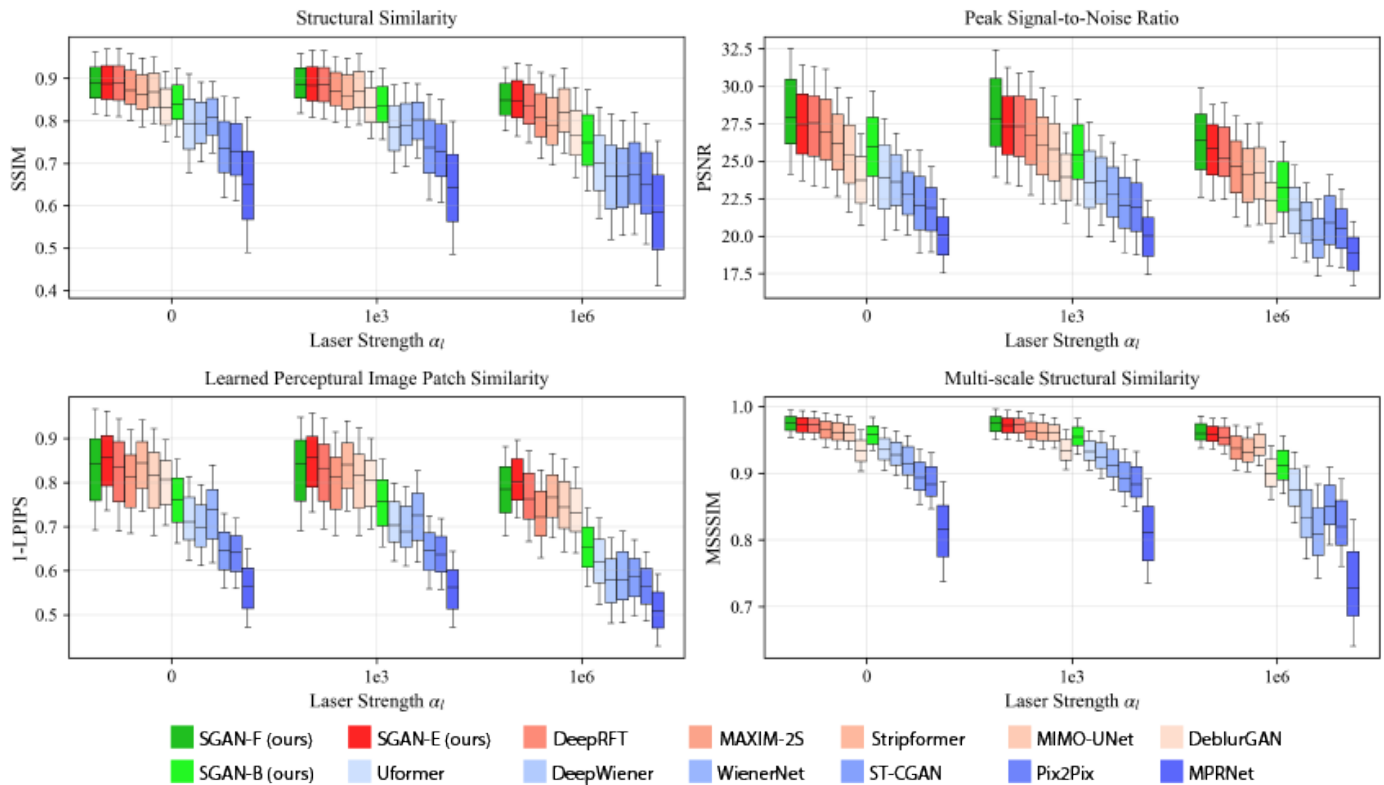 Structural Similarity
SSIM
0.9
0.8
0.7
0.6
0.5
0.4
0 1e3 1e6
Laser Strength αl
Peak Signal-to-Noise Ratio
PSNR
32.5
30.0
27.5
25.0
22.5
20.0
17.5
0 1e3 1e6
Laser Strength αl
Learned Perceptural Image Patch Similarity
1-LPIPS
0.9
0.8
0.7
0.6
0.5
0 1e3 1e6
Laser Strength αl
Multi-scale Structural Similarity
MSSSIM
1.0
0.9
0.8
0.7
0 1e3 1e6
Laser Strength αl
SGAN-F (ours) SGAN-E (ours) DeepRFT MAXIM-2S Stripformer MIMO-UNet DeblurGAN
SGAN-B (ours) Uformer DeepWiener WienerNet ST-CGAN Pix2Pix MPRNet